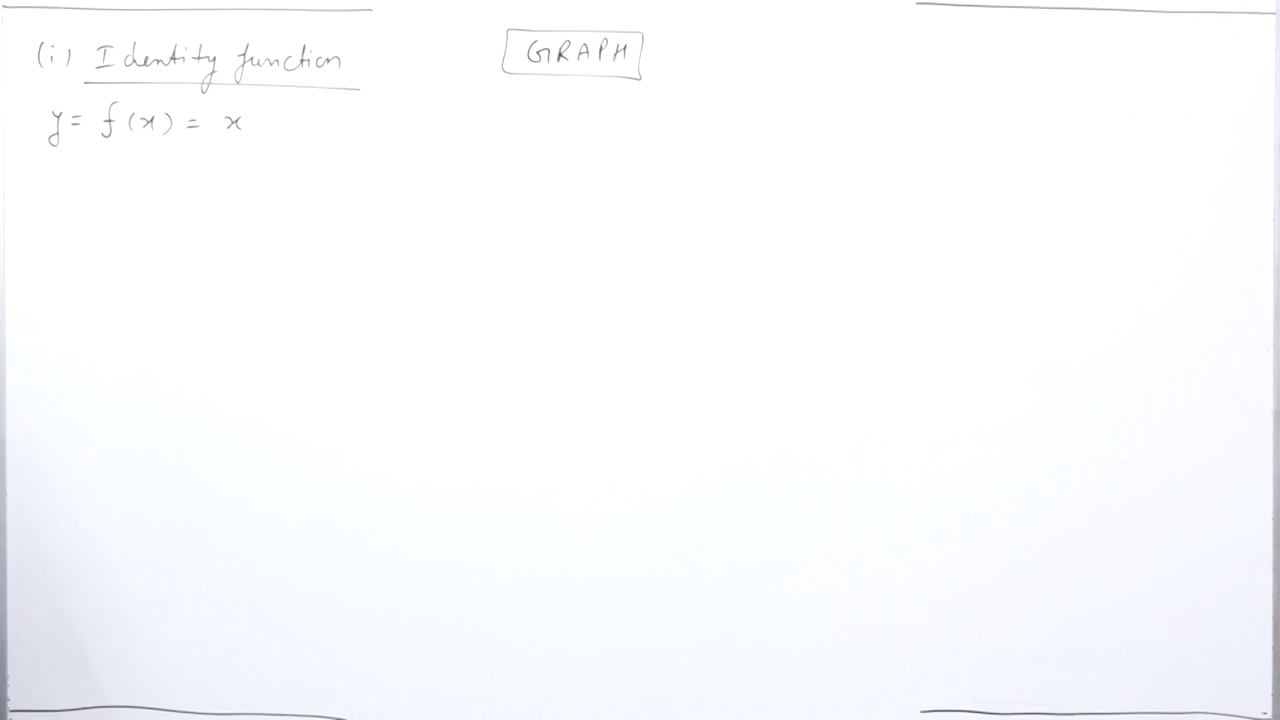 (i) Identity function
GRAPH
y = f(x) = x